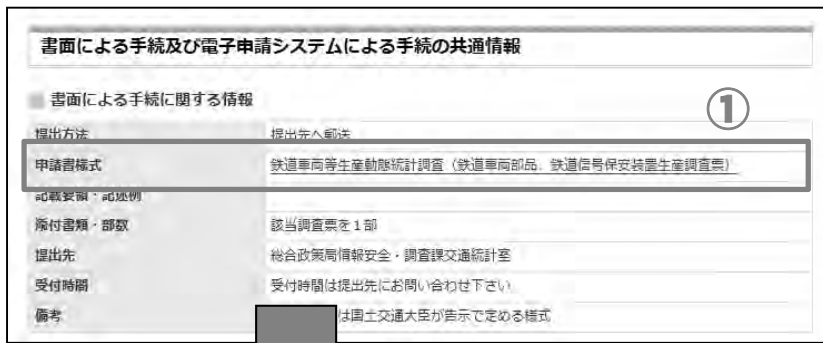 書面による手続及び電子申請システムによる手続の共通情報
書面による手続に関する情報
①
提出方法 提出先へ郵送
申請書様式 鉄道車両等生産動態統計調査(鉄道車両部品、鉄道信号保安装置生産調査票)
記載要領・記述例
添付書類・部数 該当調査票を1部
提出先 総合政策局情報安全・調査課交通統計室
受付時間 受付時間は提出先にお問い合わせ下さい
備考 は国土交通大臣が告示で定める様式